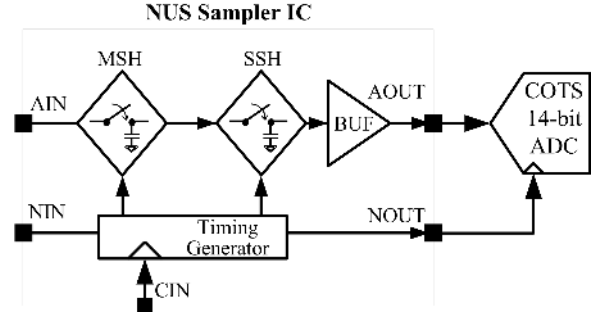 NUS Sampler IC
MSH
SSH
AIN
BUF
AOUT
COTS
14-bit
ADC
NIN
Timing
Generator
NOUT
CIN